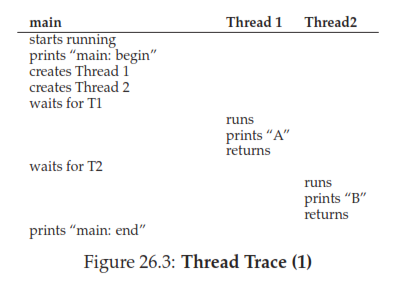 main Thread 1 Thread2
starts running
prints “main: begin”
creates Thread 1
creates Thread 2
waits for T1
runs
prints “A”
returns
waits for T2
runs
prints “B”
returns
prints “main: end”
Figure 26.3: Thread Trace (1)